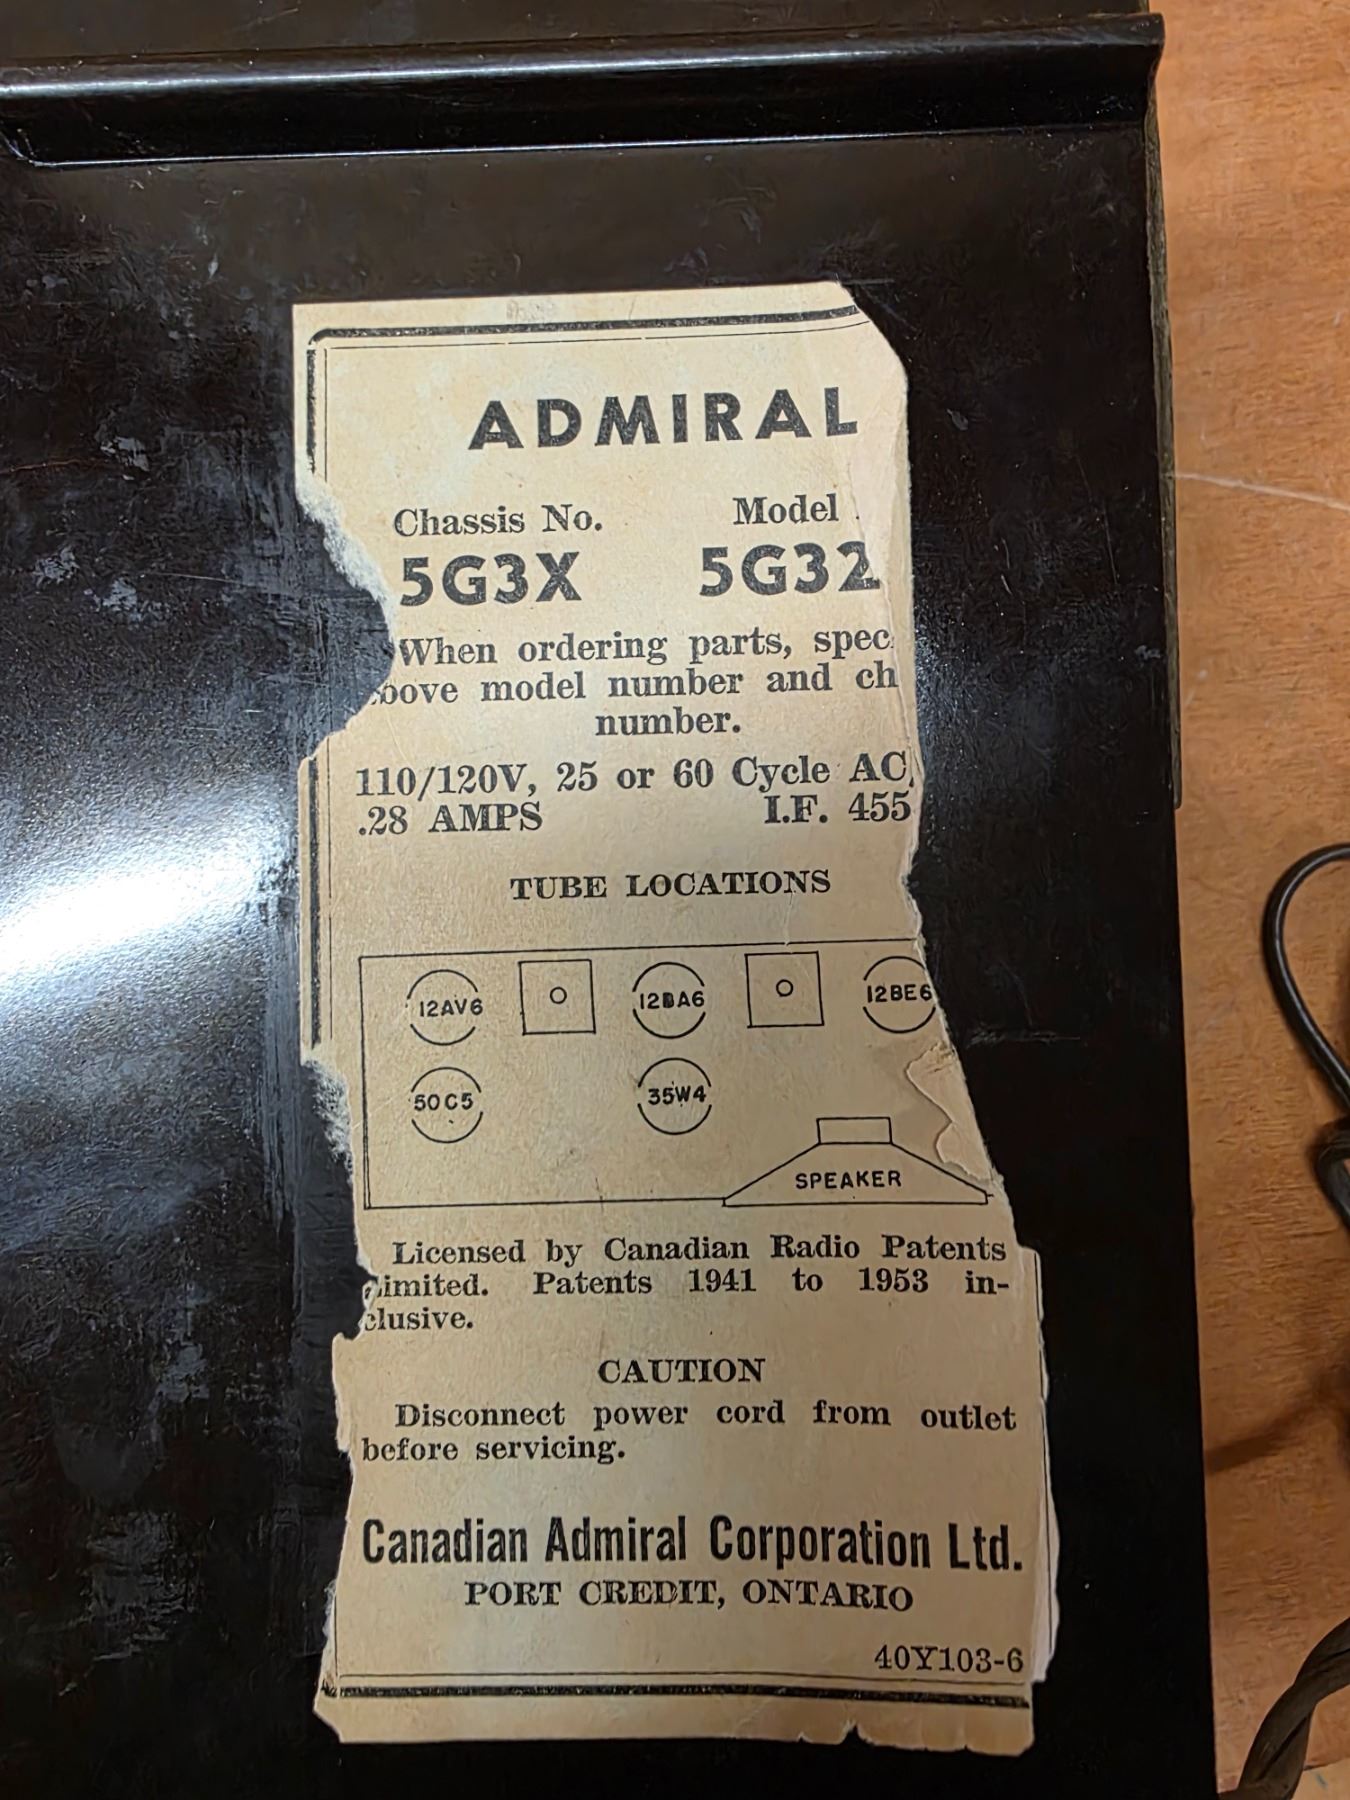 ADMIRAL
Chassis No. Model
5G3X 5G32
When ordering parts, spec
bove model number and ch
number.
110/120V, 25 or 60 Cycle AC
.28 AMPS I.F. 455
TUBE LOCATIONS
12AV6 12BA6 12BE6
50C5 35W4
SPEAKER
Licensed by Canadian Radio Patents
Limited. Patents 1941 to 1953 in-
clusive.
CAUTION
Disconnect power cord from outlet
before servicing.
Canadian Admiral Corporation Ltd.
PORT CREDIT, ONTARIO
40Y103-6